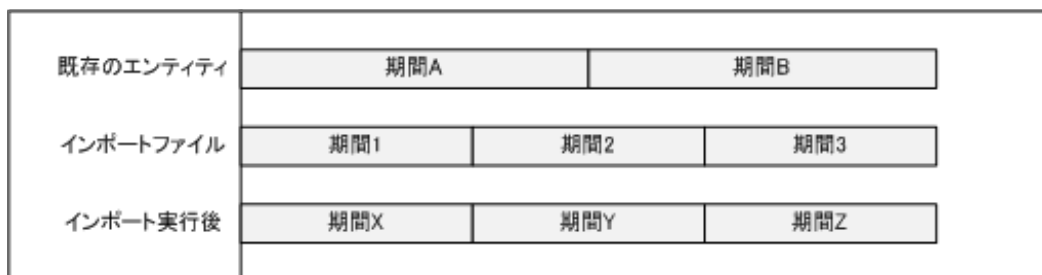 既存のエンティティ 期間A 期間B
インポートファイル 期間1 期間2 期間3
インポート実行後 期間X 期間Y 期間Z